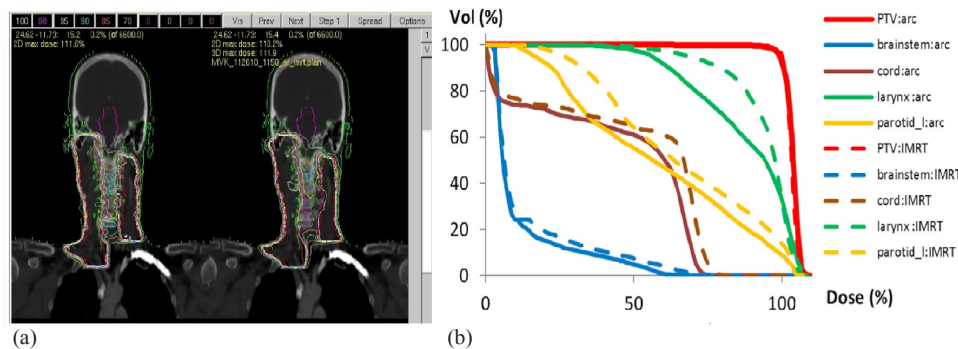 100 98 95 90 85 70 0 0 0 0 Vis Prev Next Step 1 Spread Options
24.62 -11.73: 15.2 0.2% (of 6600.0)
2D max dose: 111.6%
24.62 -11.73: 15.4 0.2% (of 6600.0)
2D max dose: 110.2%
3D max dose: 111.9
1
V
(a)
Vol (%)
100
80
60
40
20
0
0 50 100
Dose (%)
PTV:arc
brainstem:arc
cord:arc
larynx:arc
parotid_l:arc
PTV:IMRT
brainstem:IMRT
cord:IMRT
larynx:IMRT
parotid_l:IMRT
(b)